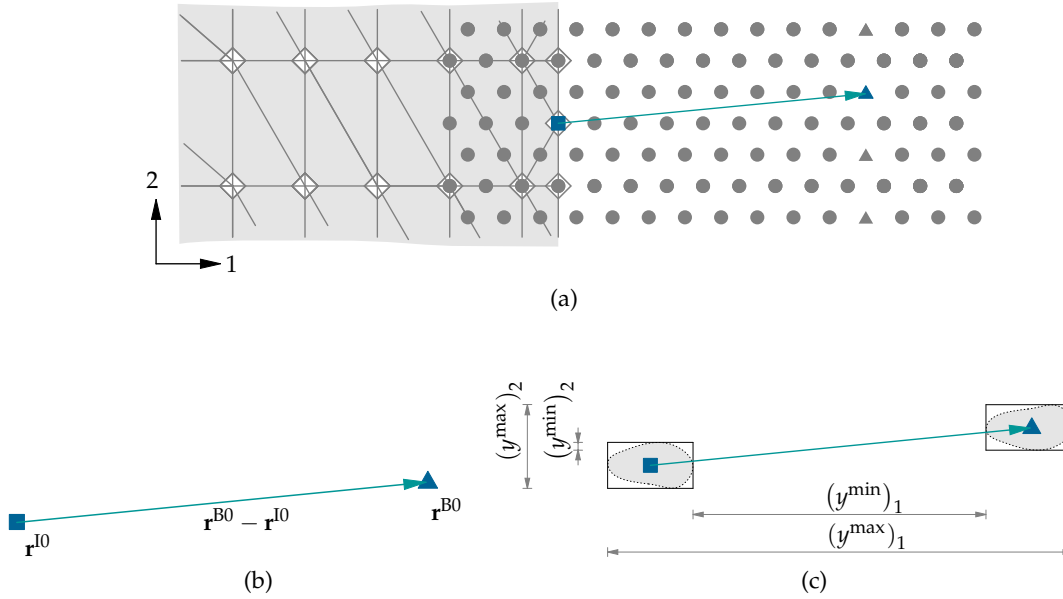 2
1
(a)
r^I0
r^B0 − r^I0
r^B0
(b)
(y^max)_2
(y^min)_2
(y^min)_1
(y^max)_1
(c)